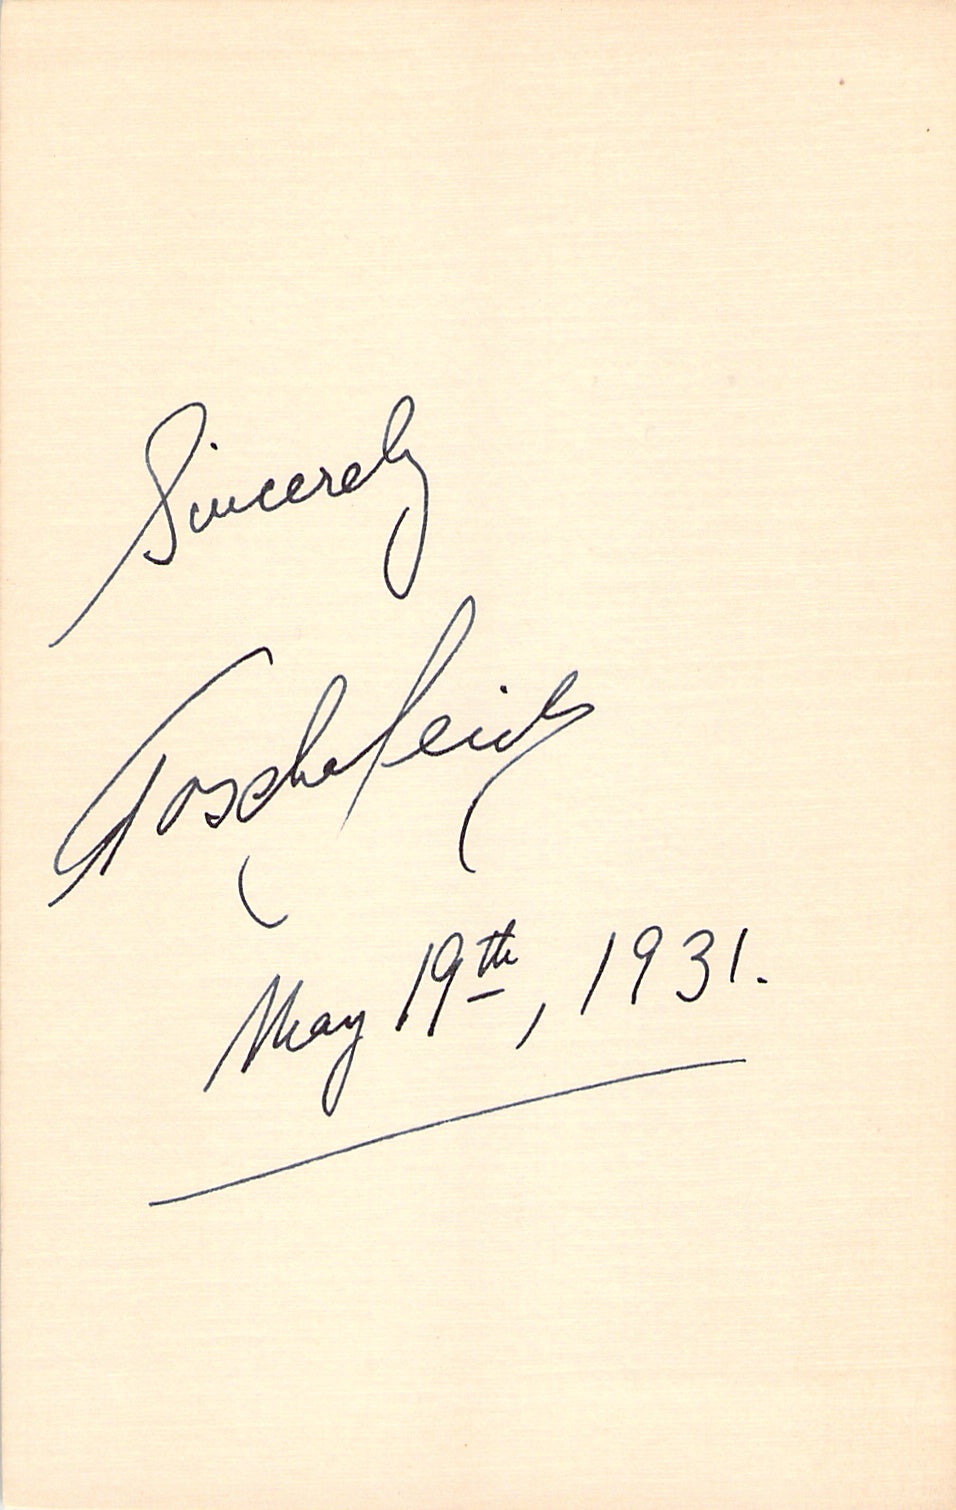 Sincerely
Toscha Seidel
May 19th, 1931.